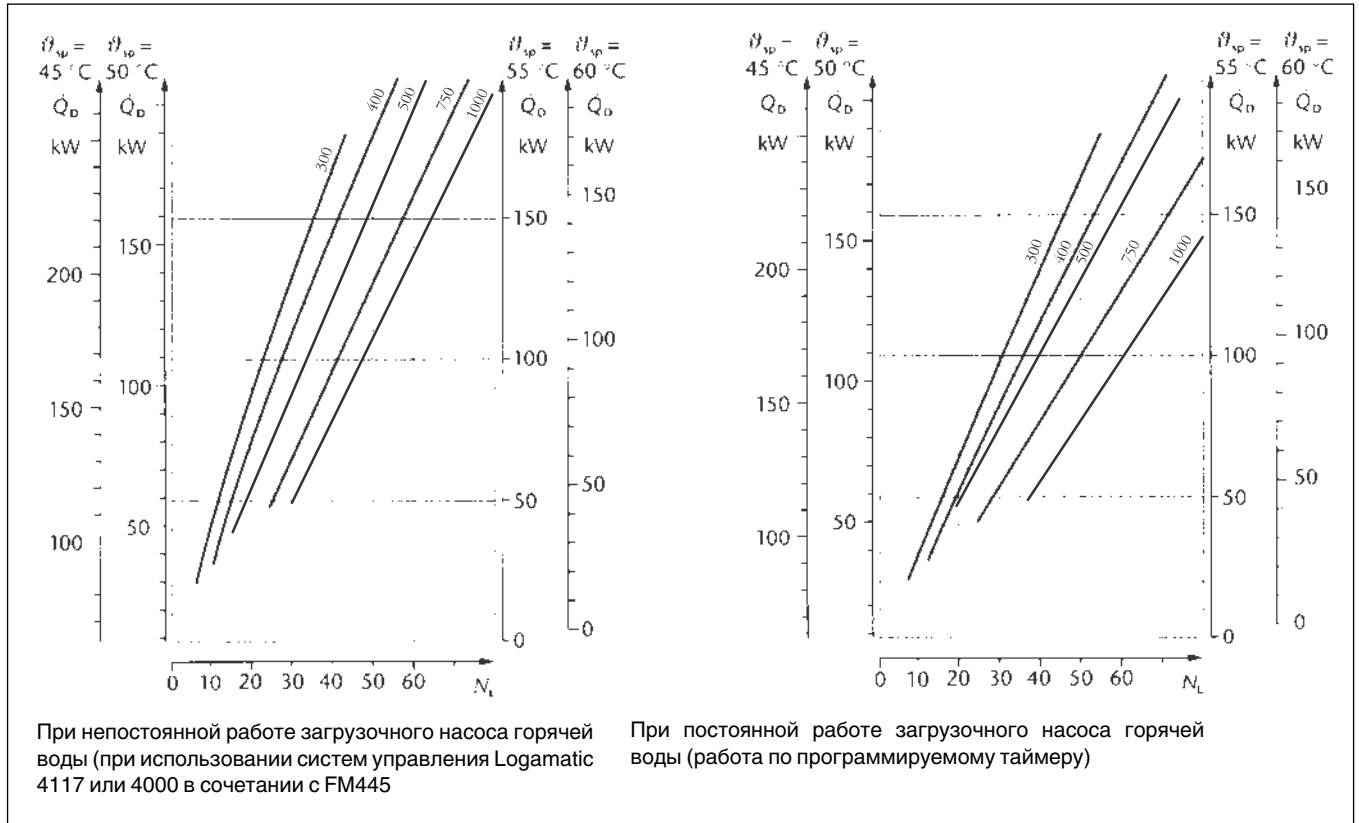 ϑsp = ϑsp = ϑsp = ϑsp =
45 °C 50 °C 55 °C 60 °C
Q̇D Q̇D Q̇D Q̇D
kW kW kW kW
300 400 500 750 1000
200
150
100
150
100
50
150
100
50
0
150
100
50
0
0 10 20 30 40 50 60 NL
При непостоянной работе загрузочного насоса горячей
воды (при использовании систем управления Logamatic
4117 или 4000 в сочетании с FM445
ϑsp – ϑsp = ϑsp = ϑsp =
45 °C 50 °C 55 °C 60 °C
Q̇D Q̇D Q̇D Q̇D
kW kW kW kW
300 400 500 750 1000
200
150
100
150
100
50
150
100
50
0
150
100
50
0
0 10 20 30 40 50 60 NL
При постоянной работе загрузочного насоса горячей
воды (работа по программируемому таймеру)